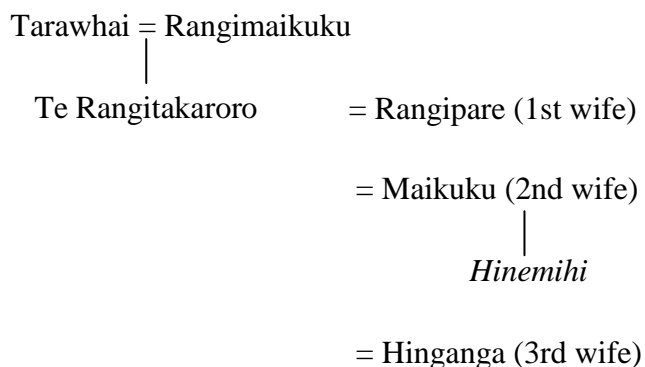 Tarawhai = Rangimaikuku
Te Rangitakaroro = Rangipare (1st wife)
= Maikuku (2nd wife)
Hinemihi
= Hinganga (3rd wife)